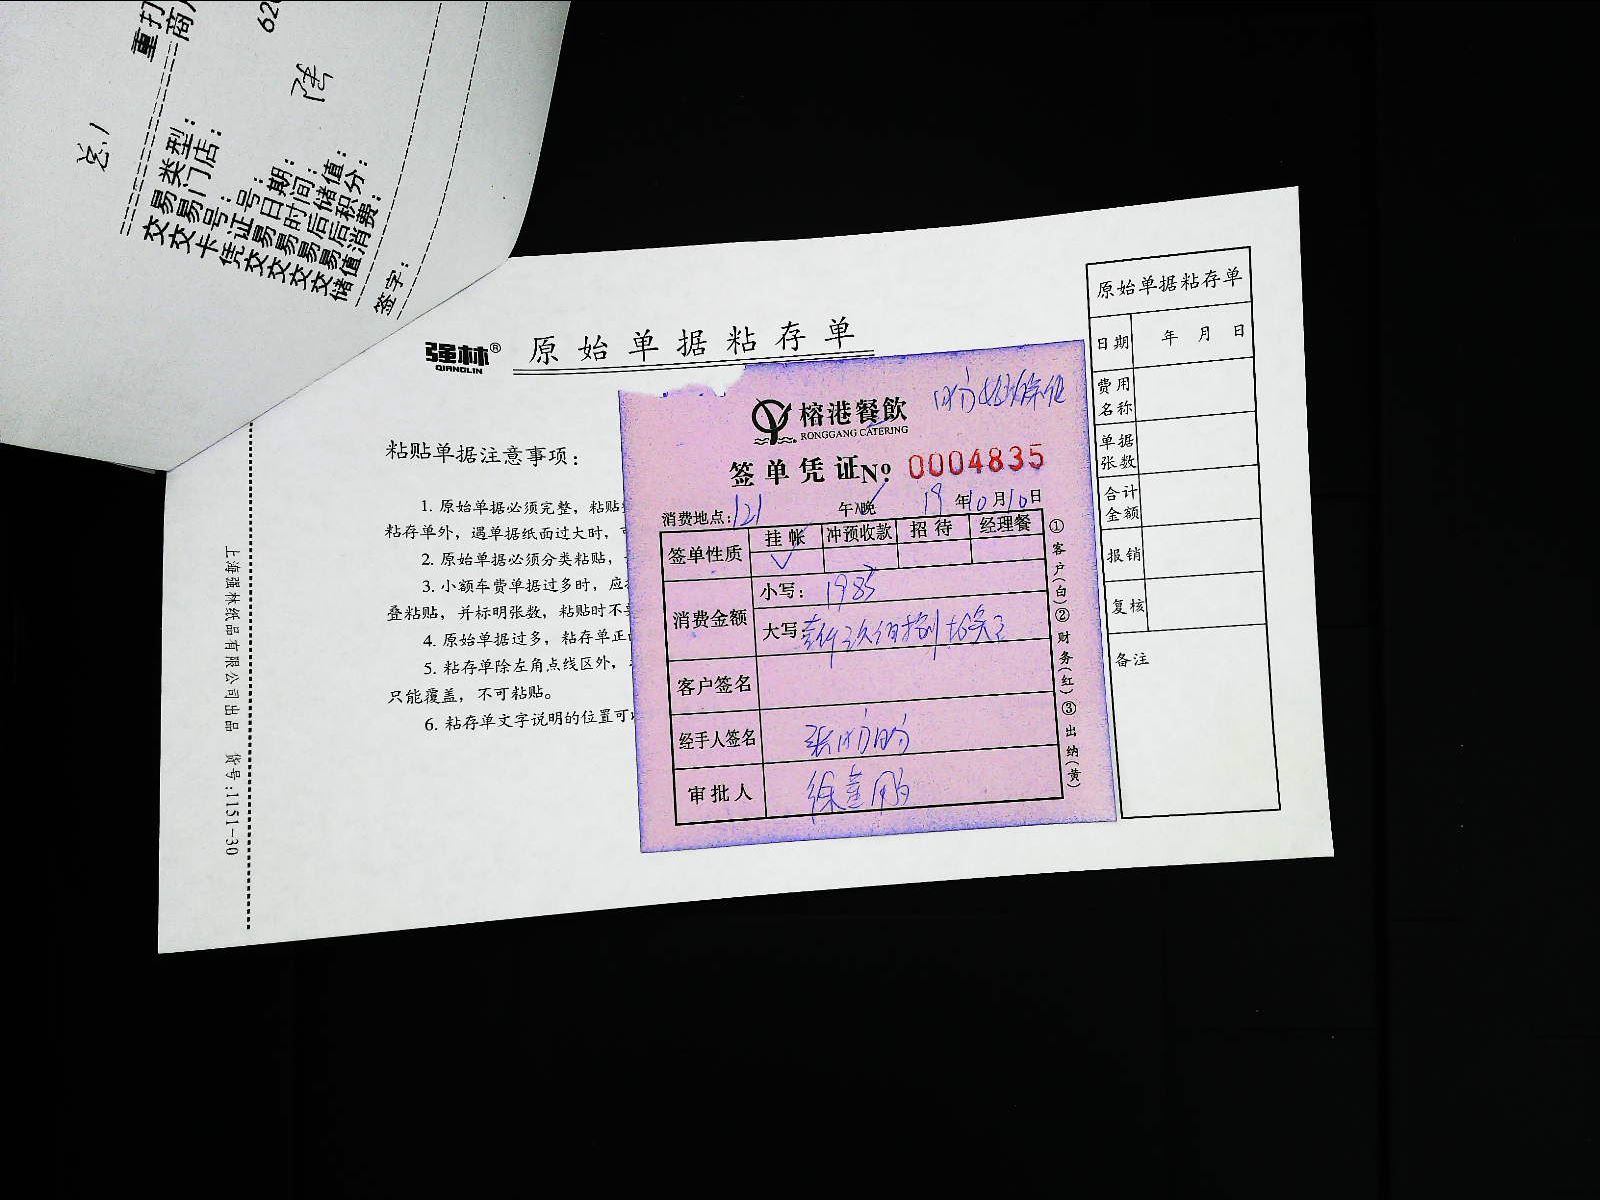 重打
商
620
总1
交易类型：
交易门店：
卡号：
凭证号：
交易日期：
交易时间：
交易后储值：
交易后积分：
储值消费：
签字：
强林®
QIANGLIN
原始单据粘存单
粘贴单据注意事项：
1. 原始单据必须完整，粘贴
粘存单外，遇单据纸面过大时，
2. 原始单据必须分类粘贴，
3. 小额车费单据过多时，应
叠粘贴，并标明张数，粘贴时不
4. 原始单据过多，粘存单正
5. 粘存单除左角点线区外，
只能覆盖，不可粘贴。
6. 粘存单文字说明的位置可
上海强林纸品有限公司出品 货号:1151-30
榕港餐飲
RONGGANG CATERING
签单凭证 Nº 0004835
消费地点: 121 午/晚 19年10月10日
签单性质 挂帐 冲预收款 招待 经理餐
√
消费金额
小写： 1985
大写：
客户签名
经手人签名
审批人
①客户(白)②财务(红)③出纳(黄)
原始单据粘存单
日期 年 月 日
费用名称
单据张数
合计金额
报销
复核
备注